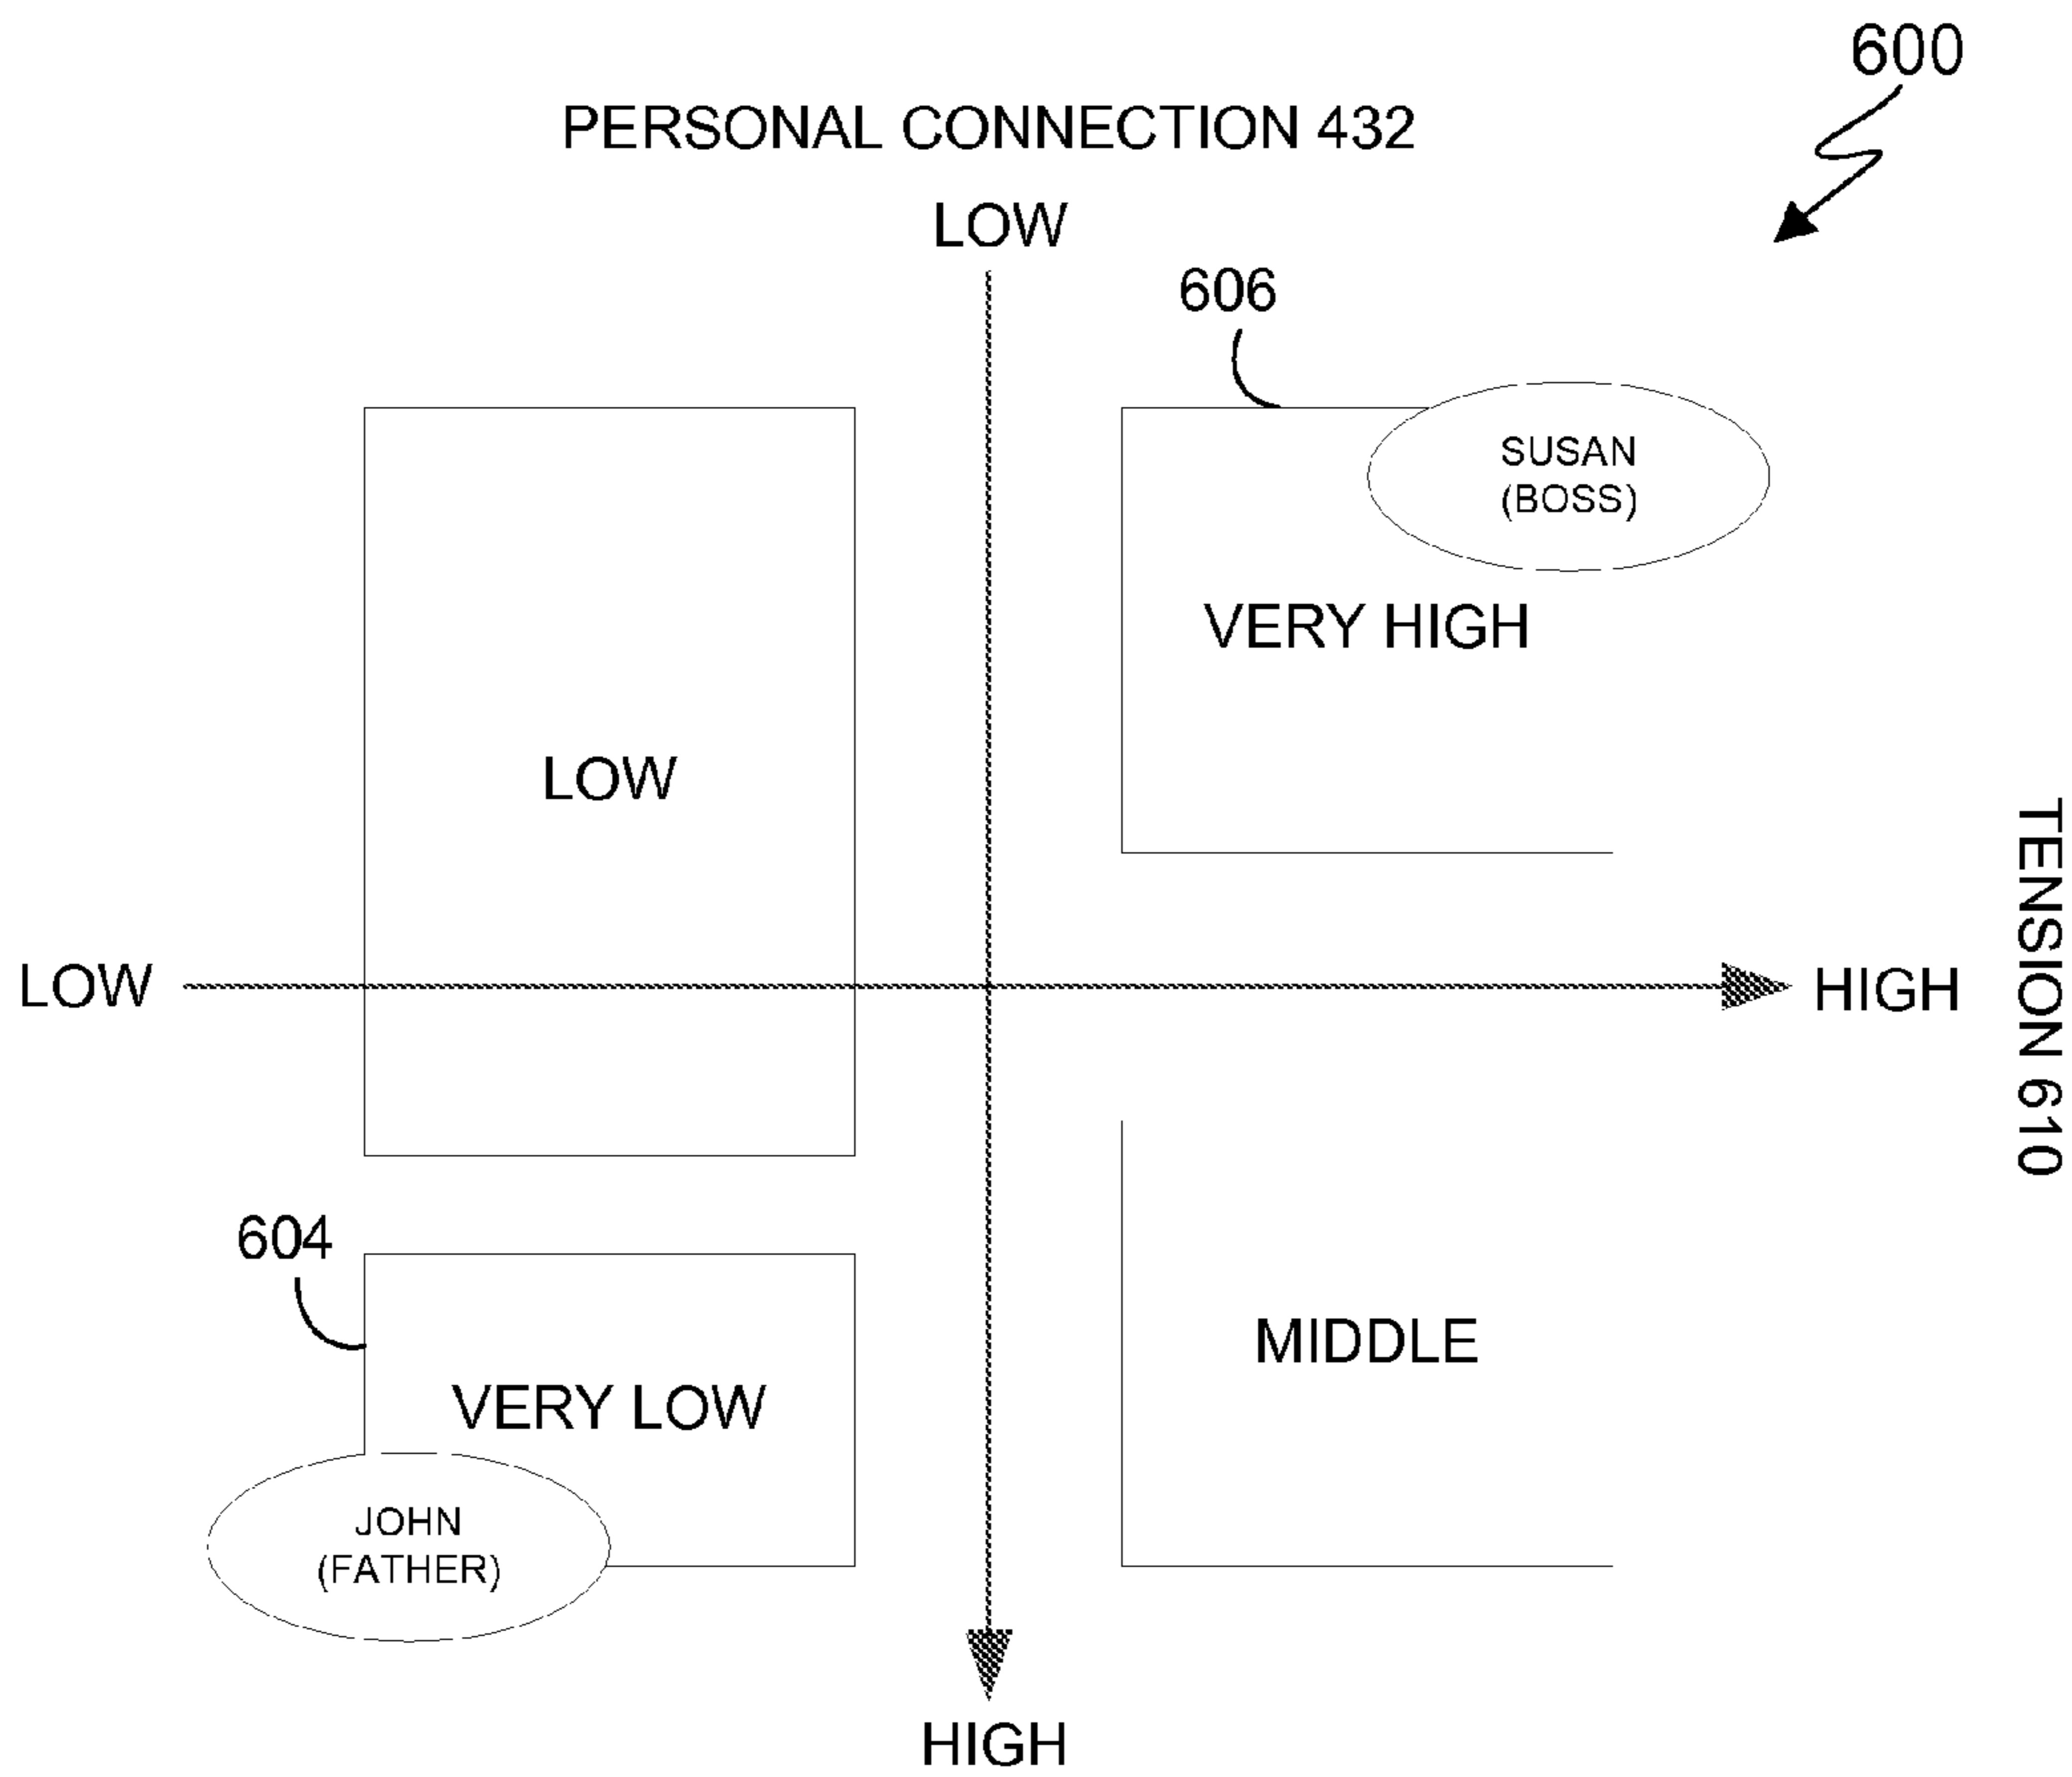 600
PERSONAL CONNECTION 432
LOW
606
SUSAN
(BOSS)
VERY HIGH
LOW
LOW
HIGH
TENSION 610
604
VERY LOW
MIDDLE
JOHN
(FATHER)
HIGH